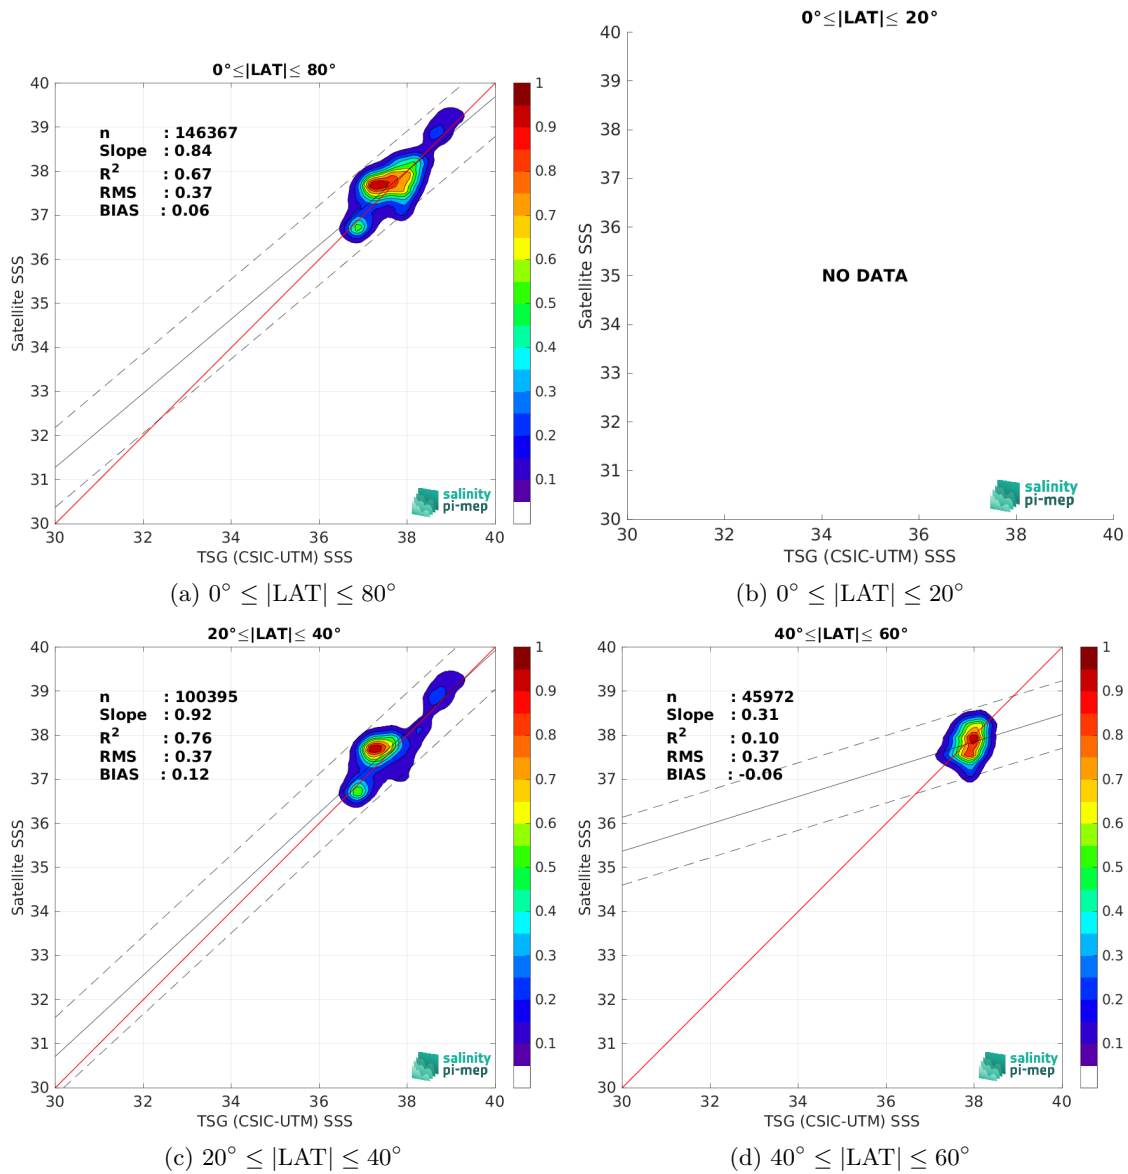 0°≤|LAT|≤ 80°
40
39
38
37
36
35
34
33
32
31
30
30
32
34
36
38
40
Satellite SSS
TSG (CSIC-UTM) SSS
n : 146367
Slope : 0.84
R² : 0.67
RMS : 0.37
BIAS : 0.06
1
0.9
0.8
0.7
0.6
0.5
0.4
0.3
0.2
0.1
salinity
pi-mep
(a) 0° ≤ |LAT| ≤ 80°
0°≤|LAT|≤ 20°
40
39
38
37
36
35
34
33
32
31
30
30
32
34
36
38
40
Satellite SSS
TSG (CSIC-UTM) SSS
NO DATA
salinity
pi-mep
(b) 0° ≤ |LAT| ≤ 20°
20°≤|LAT|≤ 40°
40
39
38
37
36
35
34
33
32
31
30
30
32
34
36
38
40
Satellite SSS
TSG (CSIC-UTM) SSS
n : 100395
Slope : 0.92
R² : 0.76
RMS : 0.37
BIAS : 0.12
1
0.9
0.8
0.7
0.6
0.5
0.4
0.3
0.2
0.1
salinity
pi-mep
(c) 20° ≤ |LAT| ≤ 40°
40°≤|LAT|≤ 60°
40
39
38
37
36
35
34
33
32
31
30
30
32
34
36
38
40
Satellite SSS
TSG (CSIC-UTM) SSS
n : 45972
Slope : 0.31
R² : 0.10
RMS : 0.37
BIAS : -0.06
1
0.9
0.8
0.7
0.6
0.5
0.4
0.3
0.2
0.1
salinity
pi-mep
(d) 40° ≤ |LAT| ≤ 60°